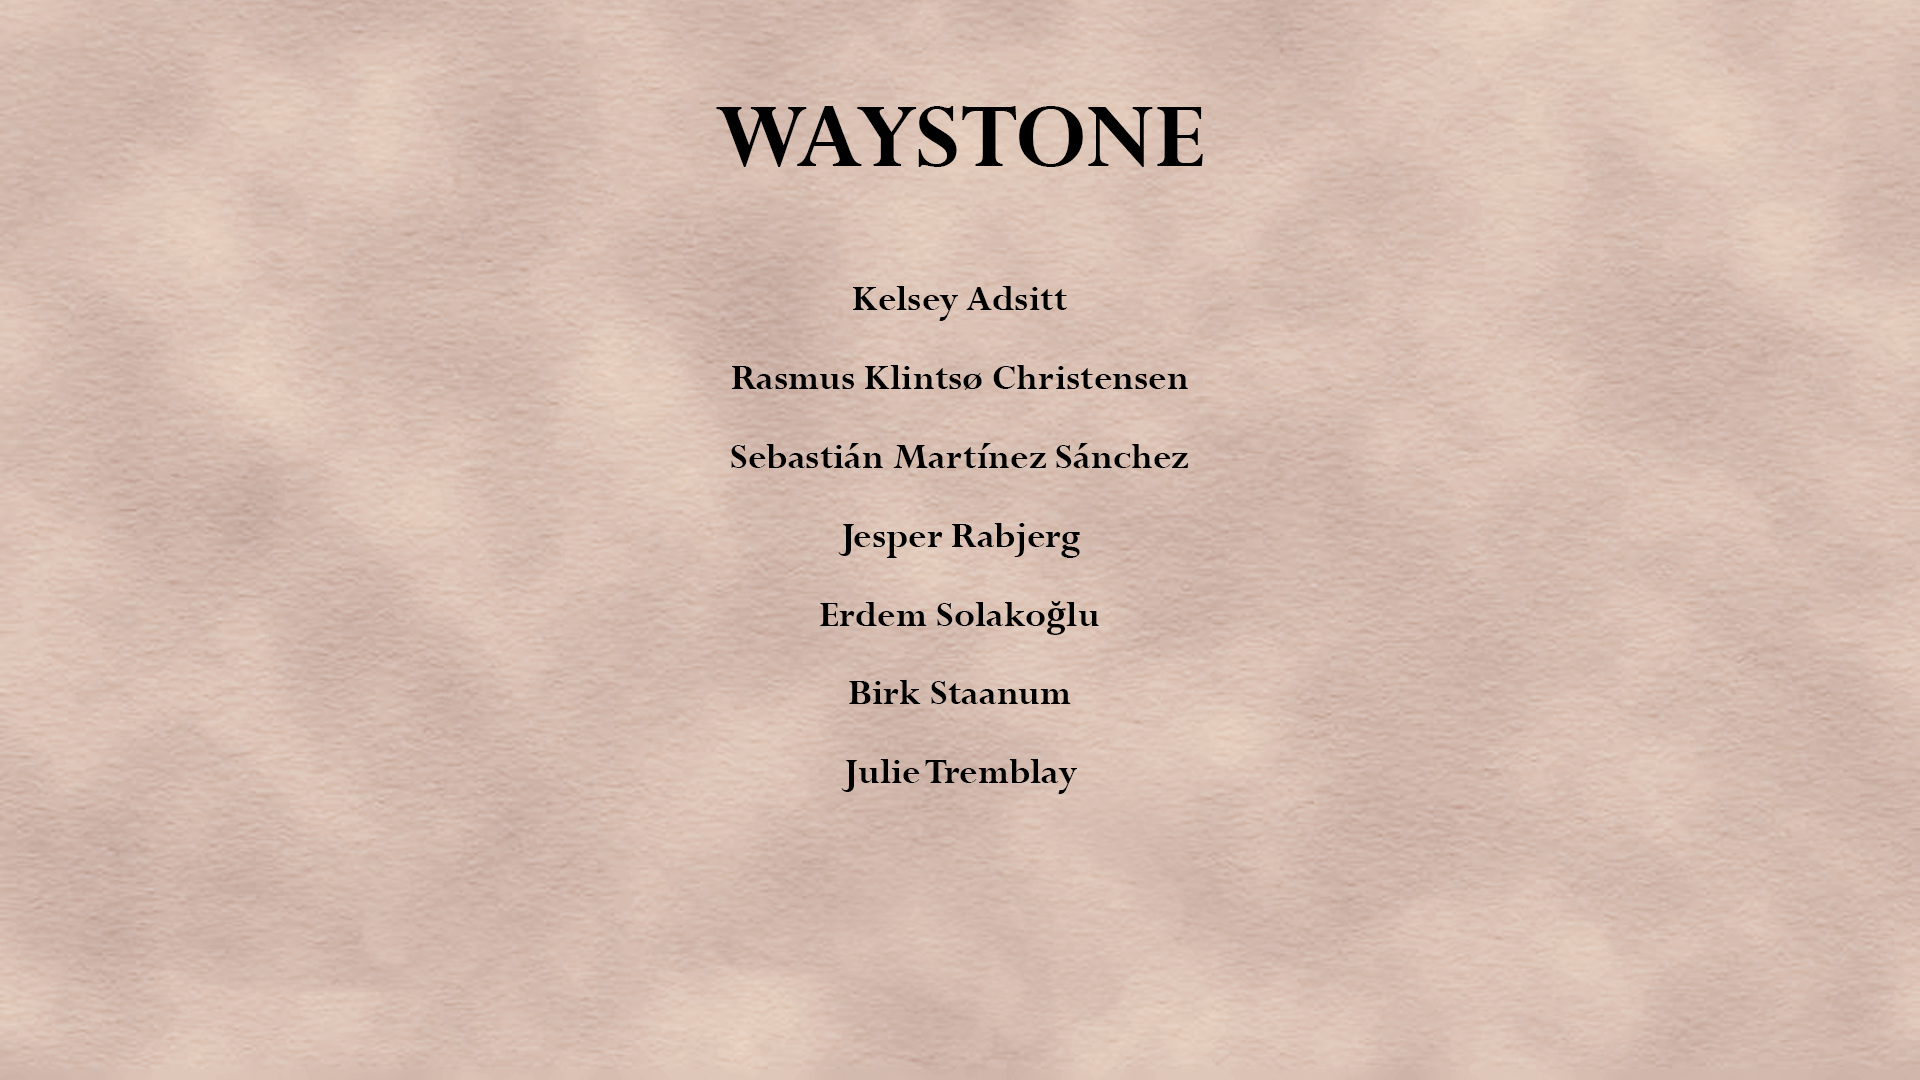 WAYSTONE
Kelsey Adsitt
Rasmus Klintsø Christensen
Sebastián Martínez Sánchez
Jesper Rabjerg
Erdem Solakoğlu
Birk Staanum
Julie Tremblay